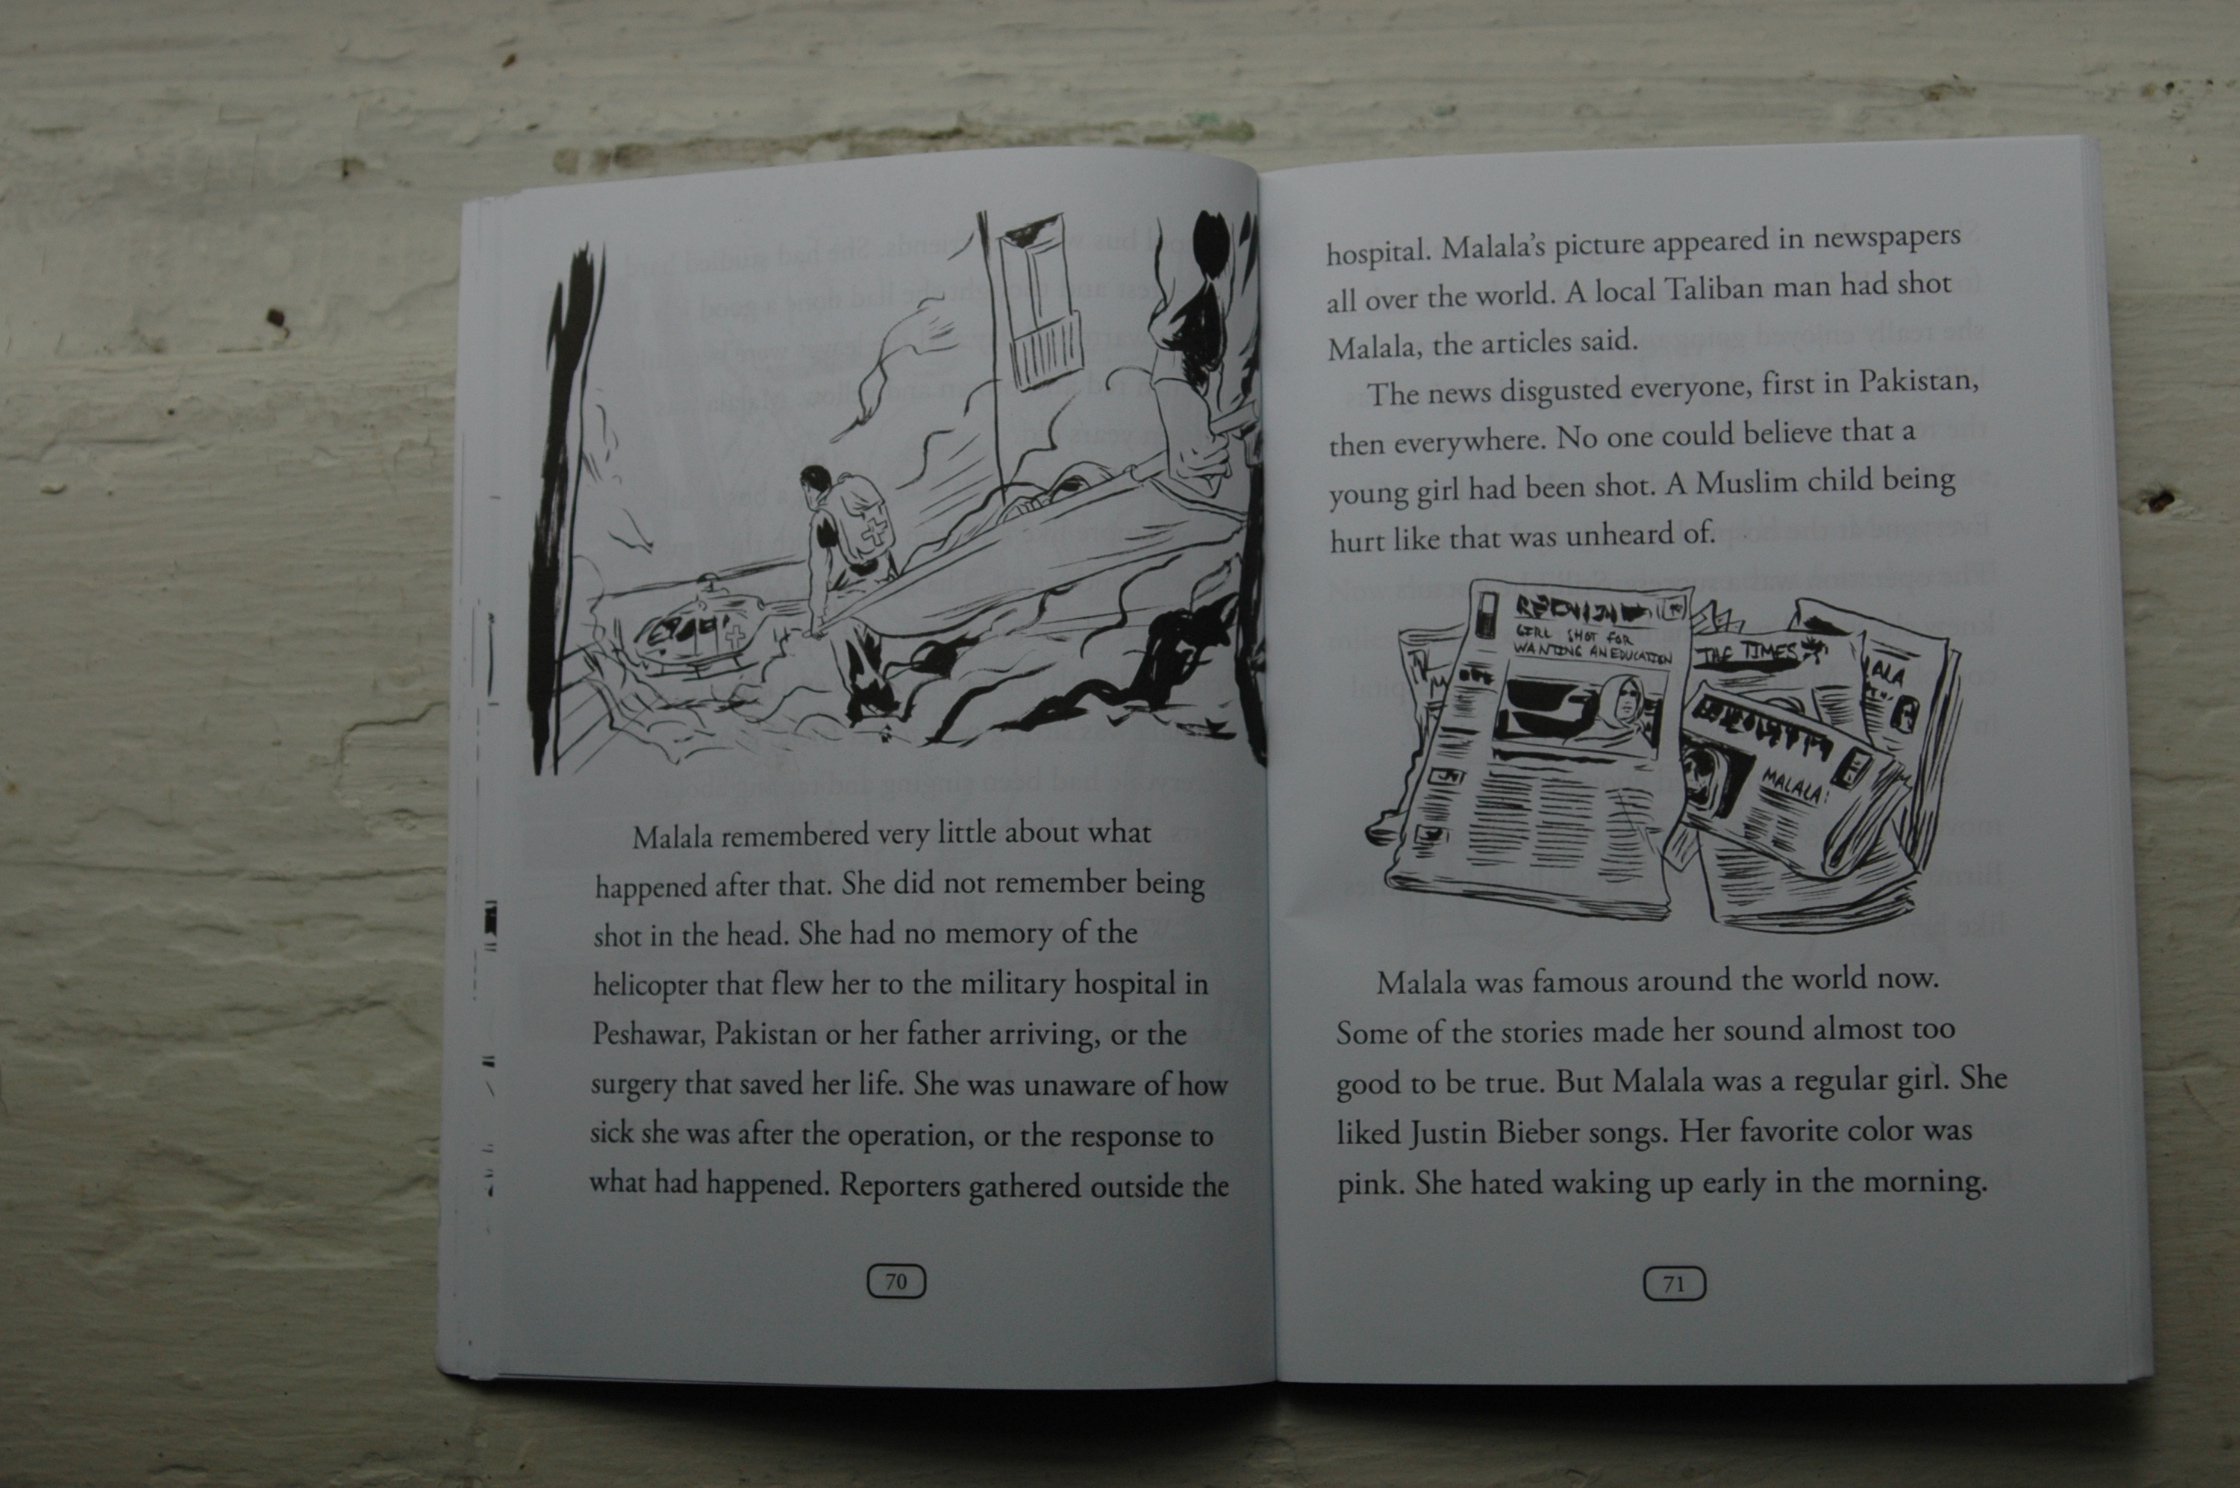 Malala remembered very little about what
happened after that. She did not remember being
shot in the head. She had no memory of the
helicopter that flew her to the military hospital in
Peshawar, Pakistan or her father arriving, or the
surgery that saved her life. She was unaware of how
sick she was after the operation, or the response to
what had happened. Reporters gathered outside the
70
hospital. Malala's picture appeared in newspapers
all over the world. A local Taliban man had shot
Malala, the articles said.
The news disgusted everyone, first in Pakistan,
then everywhere. No one could believe that a
young girl had been shot. A Muslim child being
hurt like that was unheard of.
GIRL SHOT FOR
WANTING AN EDUCATION
THE TIMES
ALA
MALALA:
Malala was famous around the world now.
Some of the stories made her sound almost too
good to be true. But Malala was a regular girl. She
liked Justin Bieber songs. Her favorite color was
pink. She hated waking up early in the morning.
71